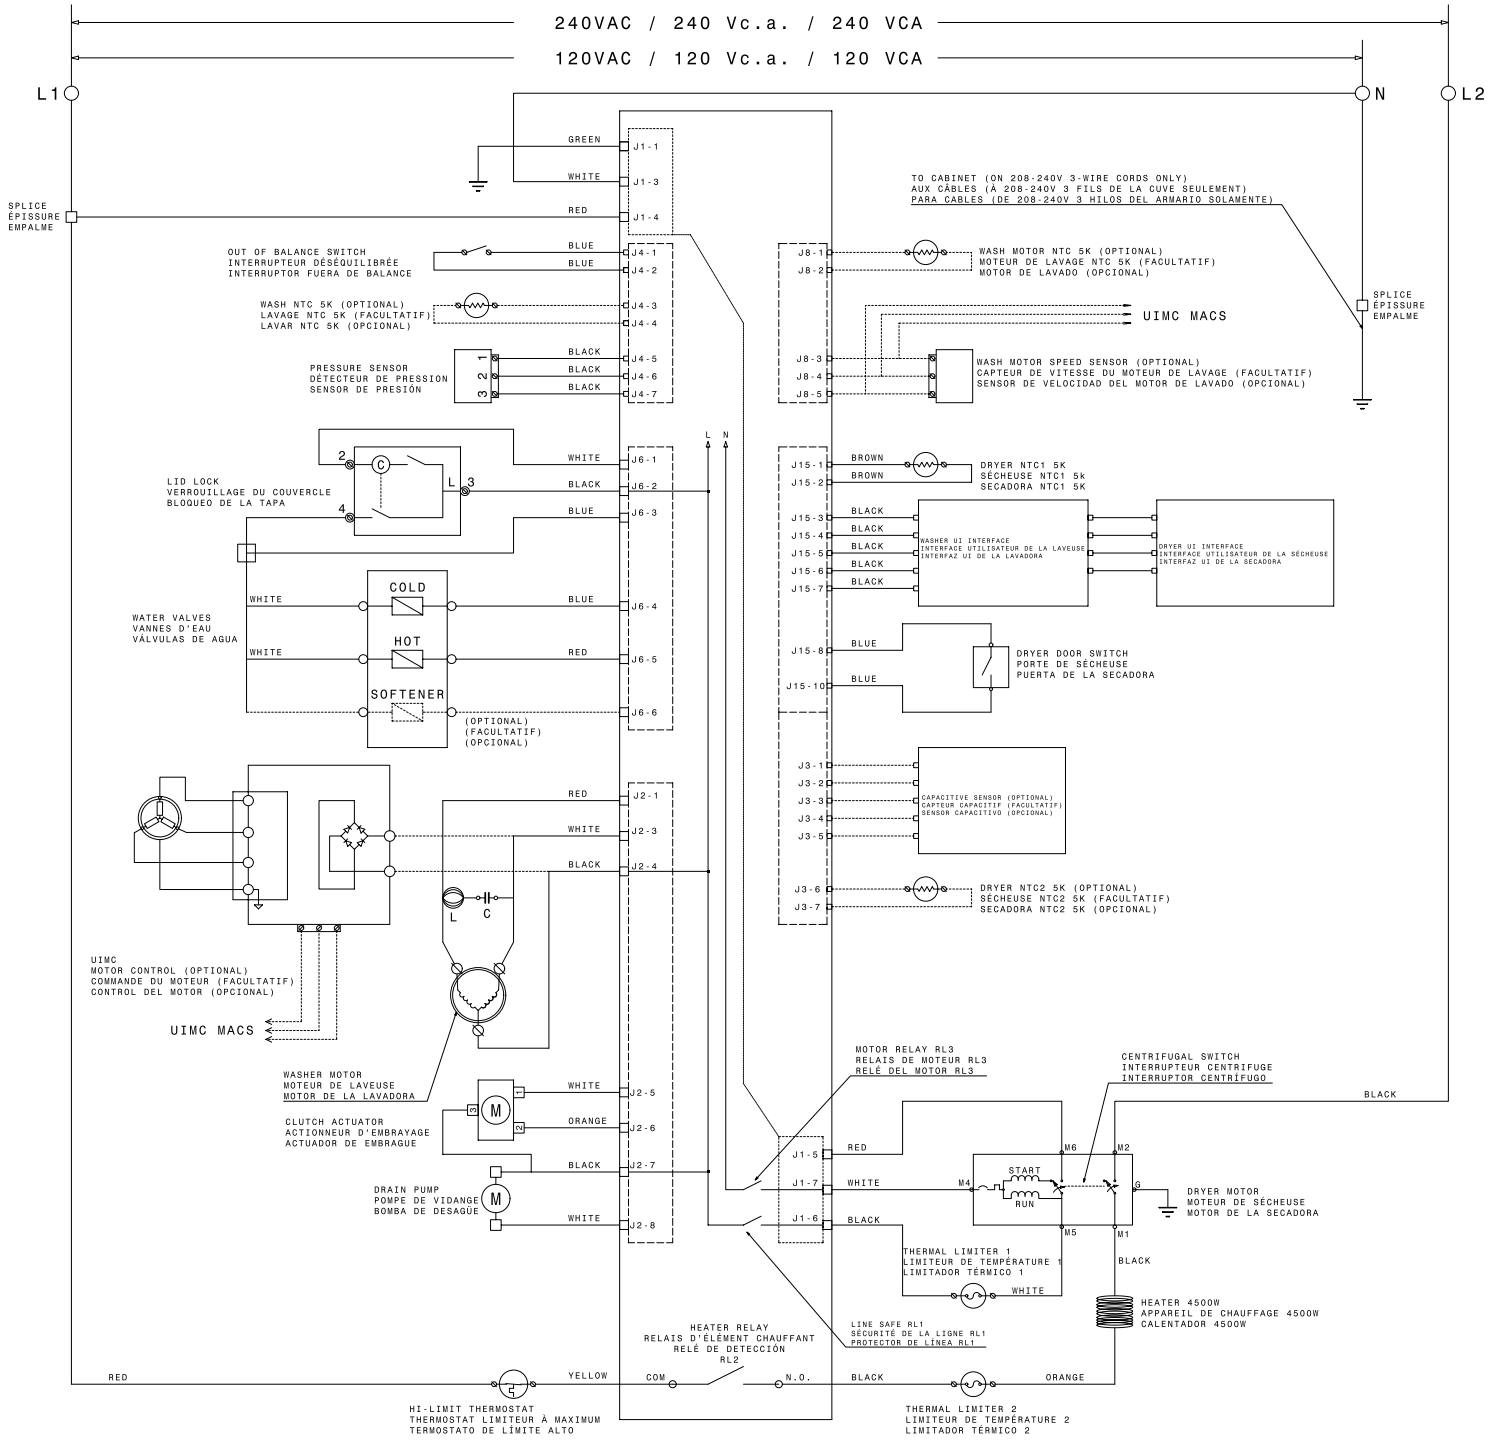 240VAC / 240 Vc.a. / 240 VCA
120VAC / 120 Vc.a. / 120 VCA
L1
N
L2
GREEN
J1-1
WHITE
J1-3
RED
J1-4
SPLICE
ÉPISSURE
EMPALME
TO CABINET (ON 208-240V 3-WIRE CORDS ONLY)
AUX CÂBLES (À 208-240V 3 FILS DE LA CUVE SEULEMENT)
PARA CABLES (DE 208-240V 3 HILOS DEL ARMARIO SOLAMENTE)
OUT OF BALANCE SWITCH
INTERRUPTEUR DÉSÉQUILIBRÉE
INTERRUPTOR FUERA DE BALANCE
BLUE
J4-1
BLUE
J4-2
WASH NTC 5K (OPTIONAL)
LAVAGE NTC 5K (FACULTATIF)
LAVAR NTC 5K (OPCIONAL)
J4-3
J4-4
PRESSURE SENSOR
DÉTECTEUR DE PRESSION
SENSOR DE PRESIÓN
1
2
3
BLACK
J4-5
BLACK
J4-6
BLACK
J4-7
J8-1
J8-2
WASH MOTOR NTC 5K (OPTIONAL)
MOTEUR DE LAVAGE NTC 5K (FACULTATIF)
MOTOR DE LAVADO (OPCIONAL)
UIMC MACS
SPLICE
ÉPISSURE
EMPALME
J8-3
J8-4
J8-5
WASH MOTOR SPEED SENSOR (OPTIONAL)
CAPTEUR DE VITESSE DU MOTEUR DE LAVAGE (FACULTATIF)
SENSOR DE VELOCIDAD DEL MOTOR DE LAVADO (OPCIONAL)
L
N
LID LOCK
VERROUILLAGE DU COUVERCLE
BLOQUEO DE LA TAPA
2
C
L
3
4
WHITE
J6-1
BLACK
J6-2
BLUE
J6-3
J15-1
BROWN
J15-2
BROWN
DRYER NTC1 5K
SÉCHEUSE NTC1 5k
SECADORA NTC1 5K
J15-3
BLACK
J15-4
BLACK
J15-5
BLACK
J15-6
BLACK
J15-7
BLACK
WASHER UI INTERFACE
INTERFACE UTILISATEUR DE LA LAVEUSE
INTERFAZ UI DE LA LAVADORA
DRYER UI INTERFACE
INTERFACE UTILISATEUR DE LA SÉCHEUSE
INTERFAZ UI DE LA SECADORA
WATER VALVES
VANNES D'EAU
VÁLVULAS DE AGUA
WHITE
COLD
BLUE
J6-4
WHITE
HOT
RED
J6-5
SOFTENER
J6-6
(OPTIONAL)
(FACULTATIF)
(OPCIONAL)
J15-8
BLUE
J15-10
BLUE
DRYER DOOR SWITCH
PORTE DE SÉCHEUSE
PUERTA DE LA SECADORA
J3-1
J3-2
J3-3
J3-4
J3-5
CAPACITIVE SENSOR (OPTIONAL)
CAPTEUR CAPACITIF (FACULTATIF)
SENSOR CAPACITIVO (OPCIONAL)
J3-6
J3-7
DRYER NTC2 5K (OPTIONAL)
SÉCHEUSE NTC2 5K (FACULTATIF)
SECADORA NTC2 5K (OPCIONAL)
RED
J2-1
WHITE
J2-3
BLACK
J2-4
L
C
UIMC
MOTOR CONTROL (OPTIONAL)
COMMANDE DU MOTEUR (FACULTATIF)
CONTROL DEL MOTOR (OPCIONAL)
UIMC MACS
WASHER MOTOR
MOTEUR DE LAVEUSE
MOTOR DE LA LAVADORA
CLUTCH ACTUATOR
ACTIONNEUR D'EMBRAYAGE
ACTUADOR DE EMBRAGUE
M
1
2
3
WHITE
J2-5
ORANGE
J2-6
BLACK
J2-7
WHITE
J2-8
DRAIN PUMP
POMPE DE VIDANGE
BOMBA DE DESAGÜE
M
MOTOR RELAY RL3
RELAIS DE MOTEUR RL3
RELÉ DEL MOTOR RL3
CENTRIFUGAL SWITCH
INTERRUPTEUR CENTRIFUGE
INTERRUPTOR CENTRÍFUGO
BLACK
J1-5
RED
J1-7
WHITE
J1-6
BLACK
M6
M2
M4
START
RUN
G
M5
M1
DRYER MOTOR
MOTEUR DE SÉCHEUSE
MOTOR DE LA SECADORA
THERMAL LIMITER 1
LIMITEUR DE TEMPÉRATURE 1
LIMITADOR TÉRMICO 1
WHITE
BLACK
HEATER 4500W
APPAREIL DE CHAUFFAGE 4500W
CALENTADOR 4500W
LINE SAFE RL1
SÉCURITÉ DE LA LIGNE RL1
PROTECTOR DE LÍNEA RL1
HEATER RELAY
RELAIS D'ÉLÉMENT CHAUFFANT
RELÉ DE DETECCIÓN
RL2
RED
YELLOW
COM
N.O.
BLACK
ORANGE
HI-LIMIT THERMOSTAT
THERMOSTAT LIMITEUR À MAXIMUM
TERMOSTATO DE LÍMITE ALTO
THERMAL LIMITER 2
LIMITEUR DE TEMPÉRATURE 2
LIMITADOR TÉRMICO 2